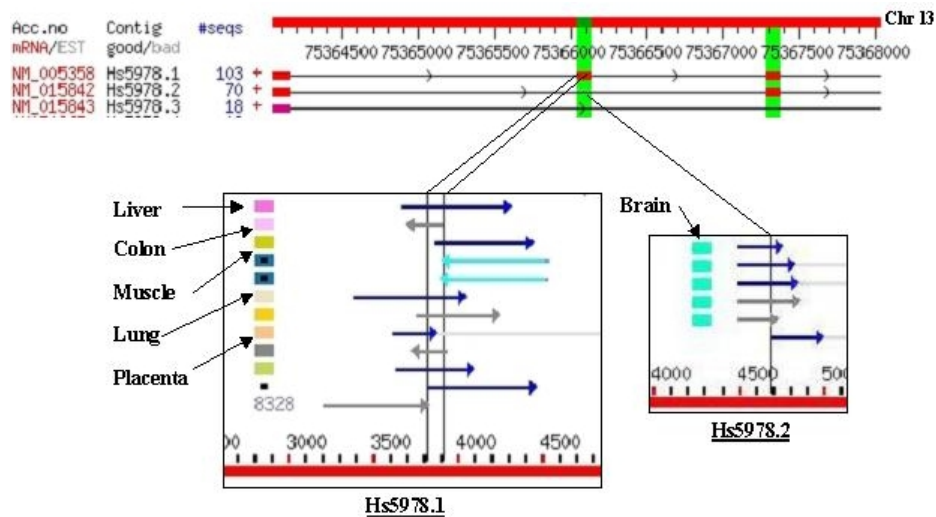 Chr 13
Acc.no Contig #seqs
mRNA/EST good/bad
75364500 75365000 75365500 75366000 75366500 75367000 75367500 75368000
NM_005358 Hs5978.1 103 +
NM_015842 Hs5978.2 70 +
NM_015843 Hs5978.3 18 +
Liver
Colon
Muscle
Lung
Placenta
8328
3000 3500 4000 4500
Hs5978.1
Brain
4000 4500
Hs5978.2